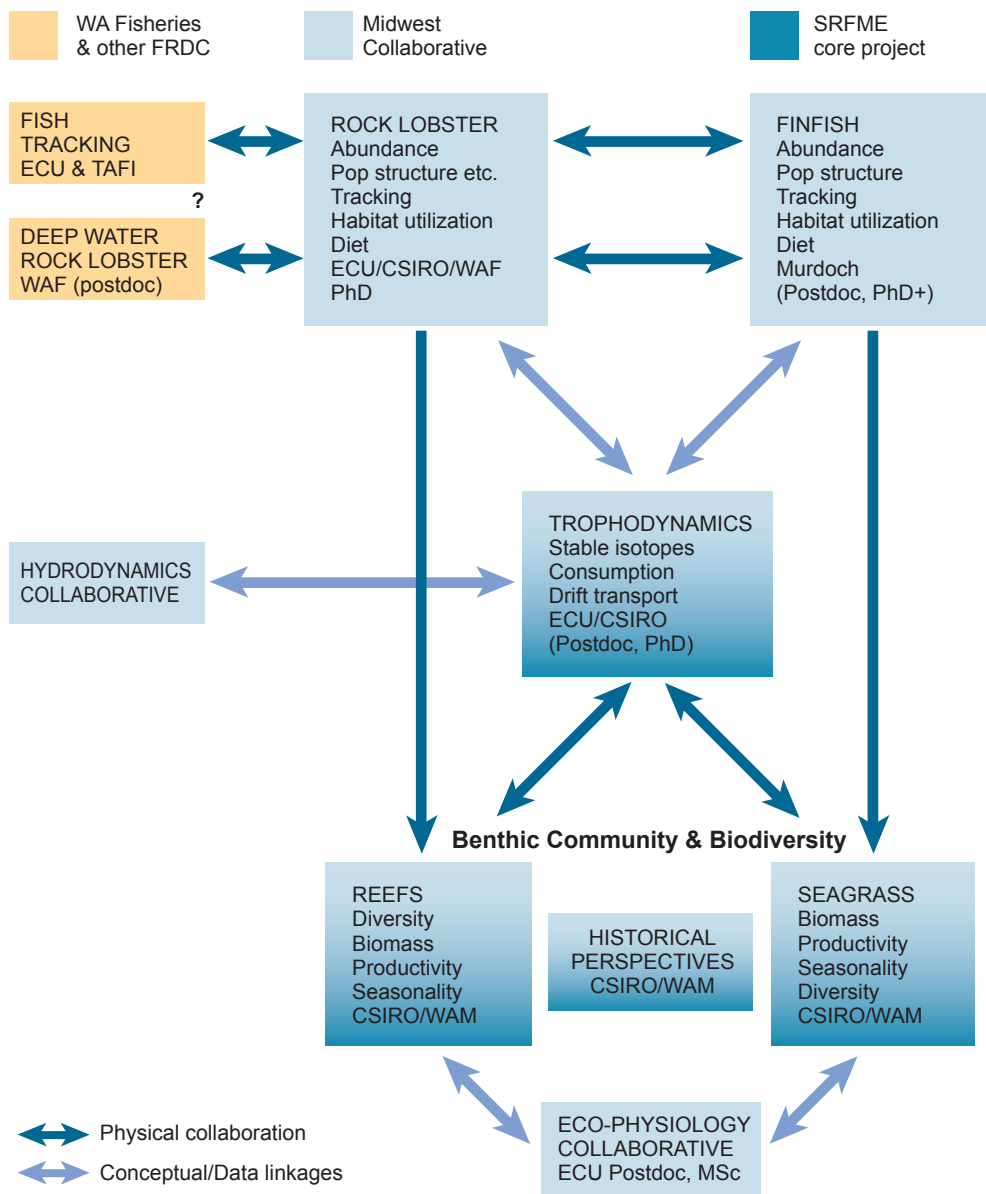 WA Fisheries
& other FRDC
Midwest
Collaborative
SRFME
core project
FISH
TRACKING
ECU & TAFI
?
DEEP WATER
ROCK LOBSTER
WAF (postdoc)
ROCK LOBSTER
Abundance
Pop structure etc.
Tracking
Habitat utilization
Diet
ECU/CSIRO/WAF
PhD
FINFISH
Abundance
Pop structure
Tracking
Habitat utilization
Diet
Murdoch
(Postdoc, PhD+)
HYDRODYNAMICS
COLLABORATIVE
TROPHODYNAMICS
Stable isotopes
Consumption
Drift transport
ECU/CSIRO
(Postdoc, PhD)
Benthic Community & Biodiversity
REEFS
Diversity
Biomass
Productivity
Seasonality
CSIRO/WAM
HISTORICAL
PERSPECTIVES
CSIRO/WAM
SEAGRASS
Biomass
Productivity
Seasonality
Diversity
CSIRO/WAM
ECO-PHYSIOLOGY
COLLABORATIVE
ECU Postdoc, MSc
Physical collaboration
Conceptual/Data linkages